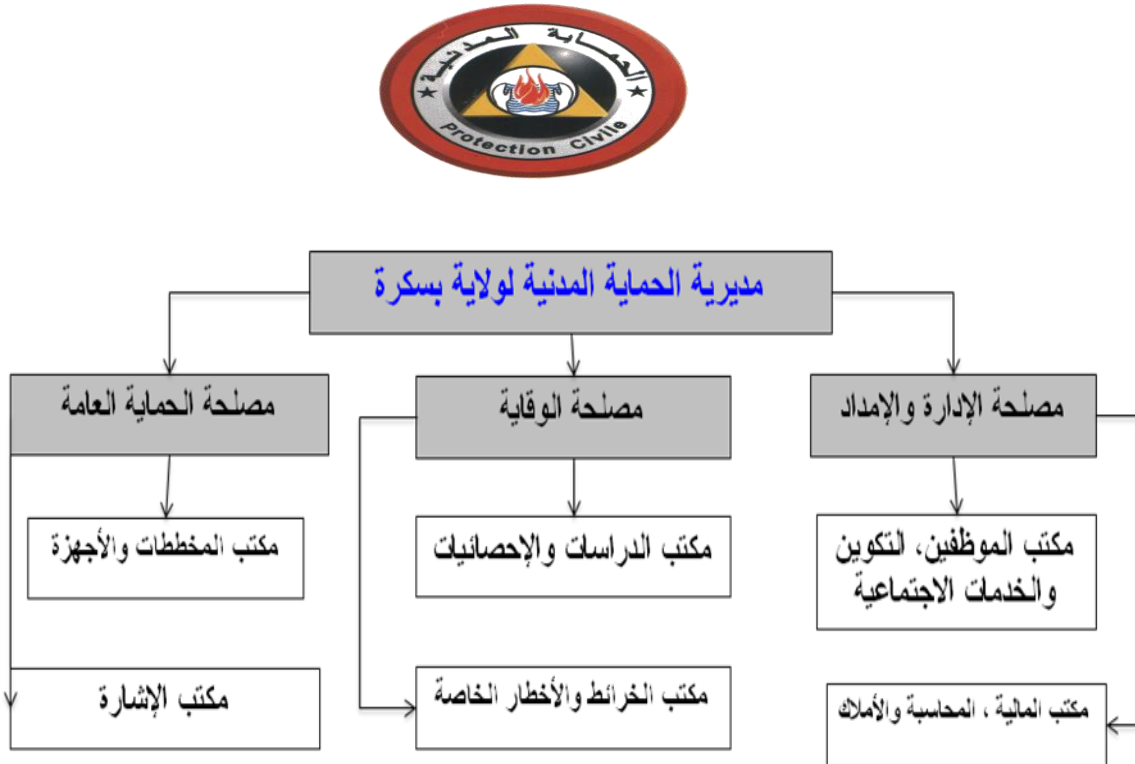 الحماية المدنية
Protection Civile
مديرية الحماية المدنية لولاية بسكرة
مصلحة الإدارة والإمداد
مصلحة الوقاية
مصلحة الحماية العامة
مكتب الموظفين، التكوين
والخدمات الاجتماعية
مكتب الدراسات والإحصائيات
مكتب المخططات والأجهزة
مكتب المالية ، المحاسبة والأملاك
مكتب الخرائط والأخطار الخاصة
مكتب الإشارة